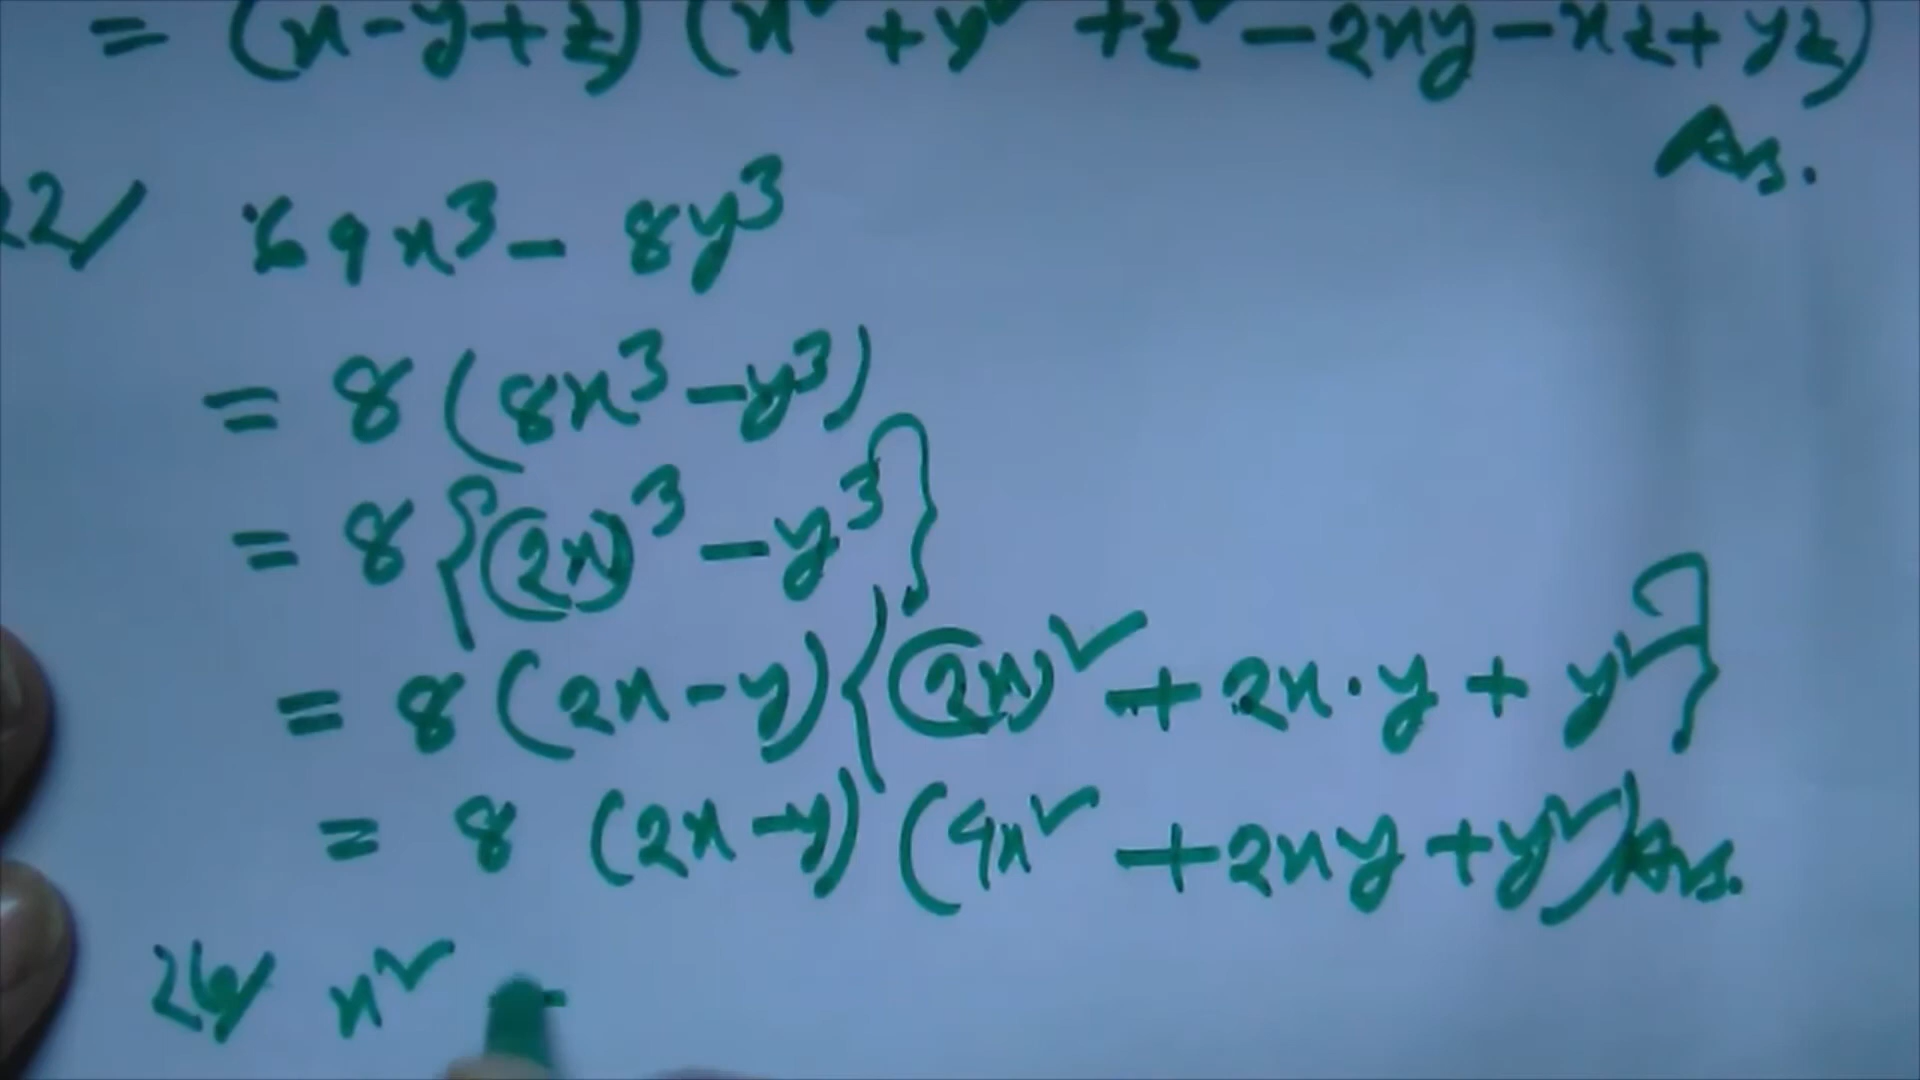 = (x-y+z) (x² + y² + z² - 2xy - xz + yz)
Ans.
22/ 64x³ - 8y³
= 8 (8x³ - y³)
= 8 {(2x)³ - y³}
= 8 (2x-y) {(2x)² + 2x·y + y²}
= 8 (2x-y) (4x² + 2xy + y²) Ans.
26/ x²